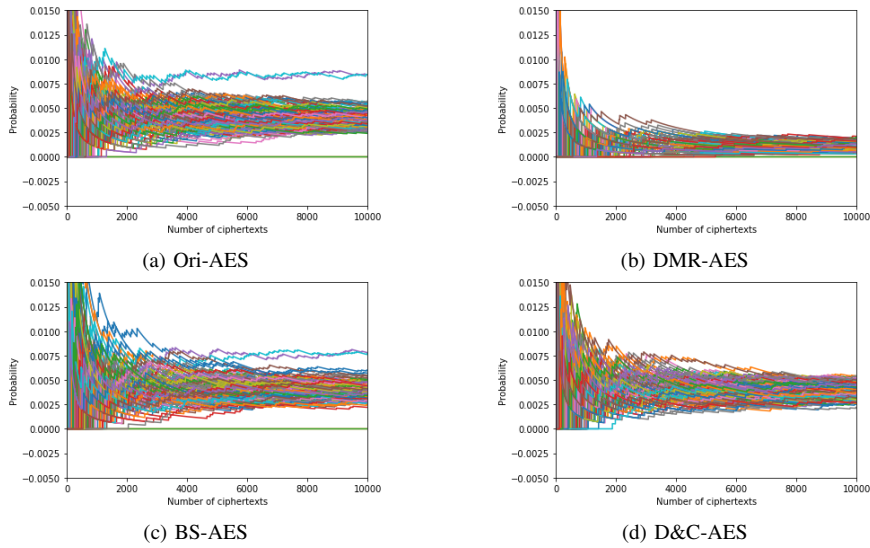 0.0150
0.0125
0.0100
0.0075
0.0050
0.0025
0.0000
−0.0025
−0.0050
Probability
0 2000 4000 6000 8000 10000
Number of ciphertexts
(a) Ori-AES
0.0150
0.0125
0.0100
0.0075
0.0050
0.0025
0.0000
−0.0025
−0.0050
Probability
0 2000 4000 6000 8000 10000
Number of ciphertexts
(b) DMR-AES
0.0150
0.0125
0.0100
0.0075
0.0050
0.0025
0.0000
−0.0025
−0.0050
Probability
0 2000 4000 6000 8000 10000
Number of ciphertexts
(c) BS-AES
0.0150
0.0125
0.0100
0.0075
0.0050
0.0025
0.0000
−0.0025
−0.0050
Probability
0 2000 4000 6000 8000 10000
Number of ciphertexts
(d) D&C-AES